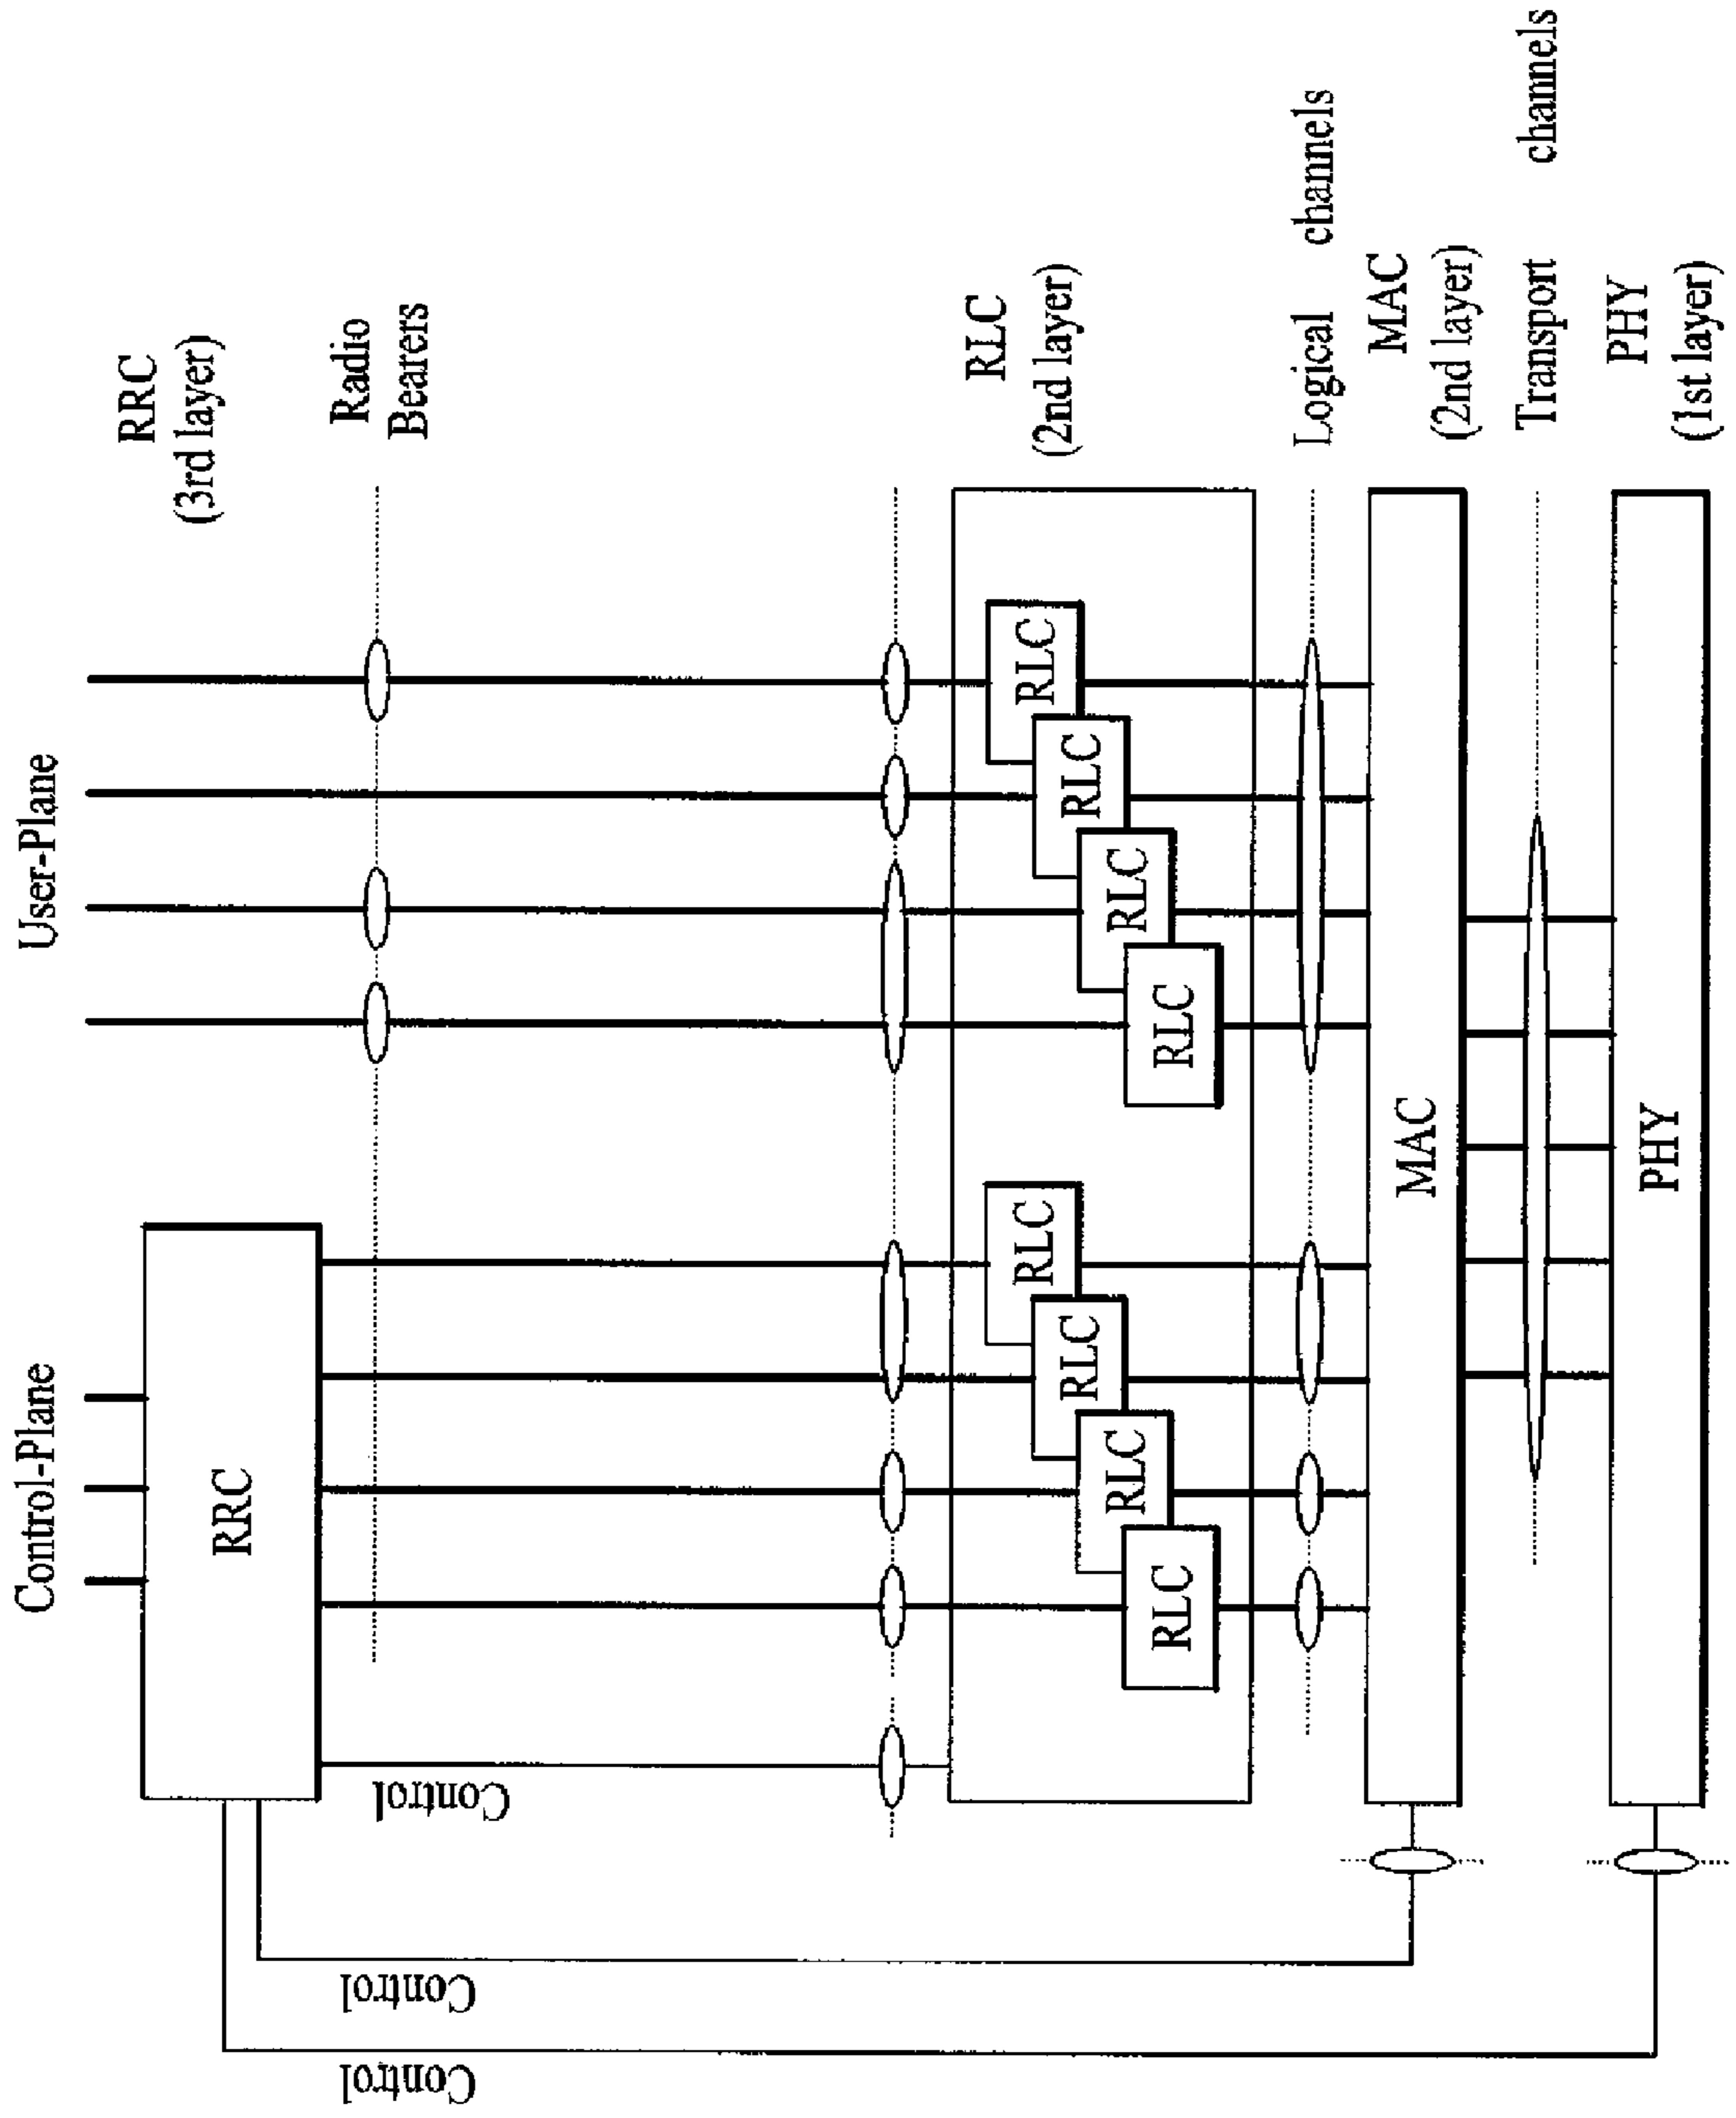 Control-Plane
User-Plane
RRC
(3rd layer)
RRC
Radio
Bearers
Control
Control
Control
RLC
(2nd layer)
RLC
RLC
RLC
RLC
RLC
RLC
RLC
RLC
Logical channels
MAC
(2nd layer)
MAC
Transport channels
PHY
(1st layer)
PHY